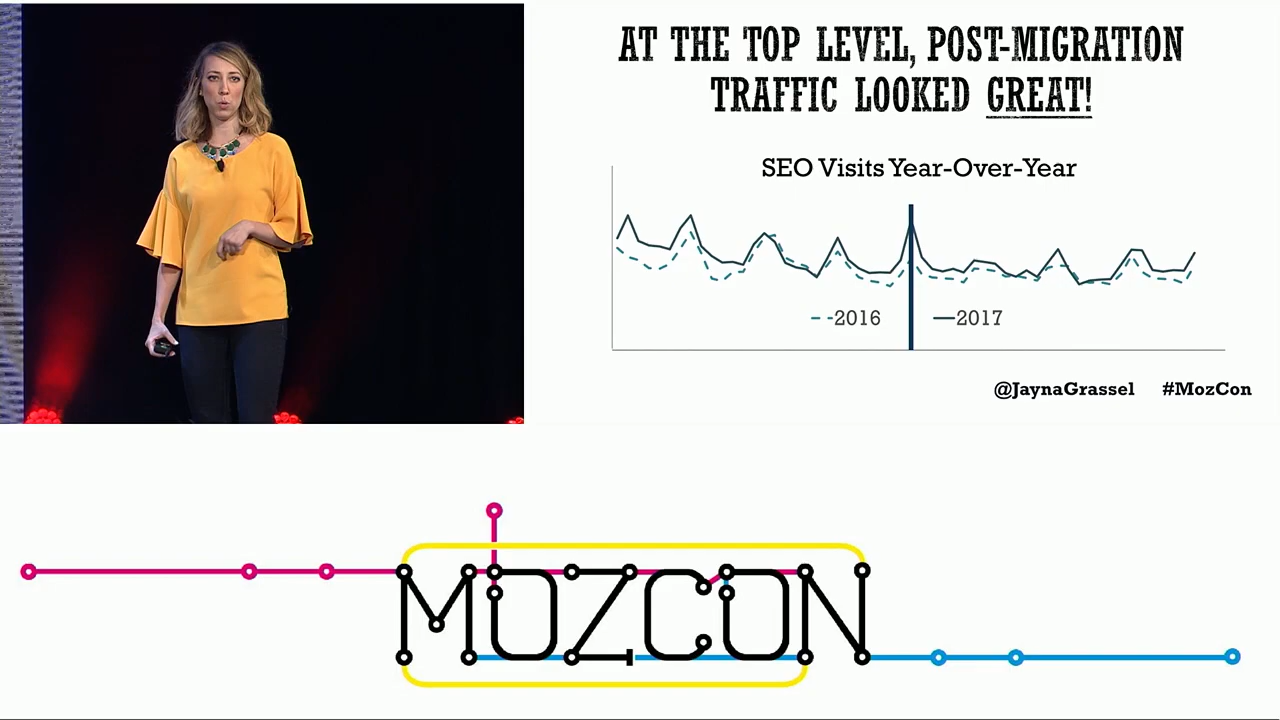 AT THE TOP LEVEL, POST-MIGRATION
TRAFFIC LOOKED GREAT!
SEO Visits Year-Over-Year
2016
2017
@JaynaGrassel #MozCon
MOZCON